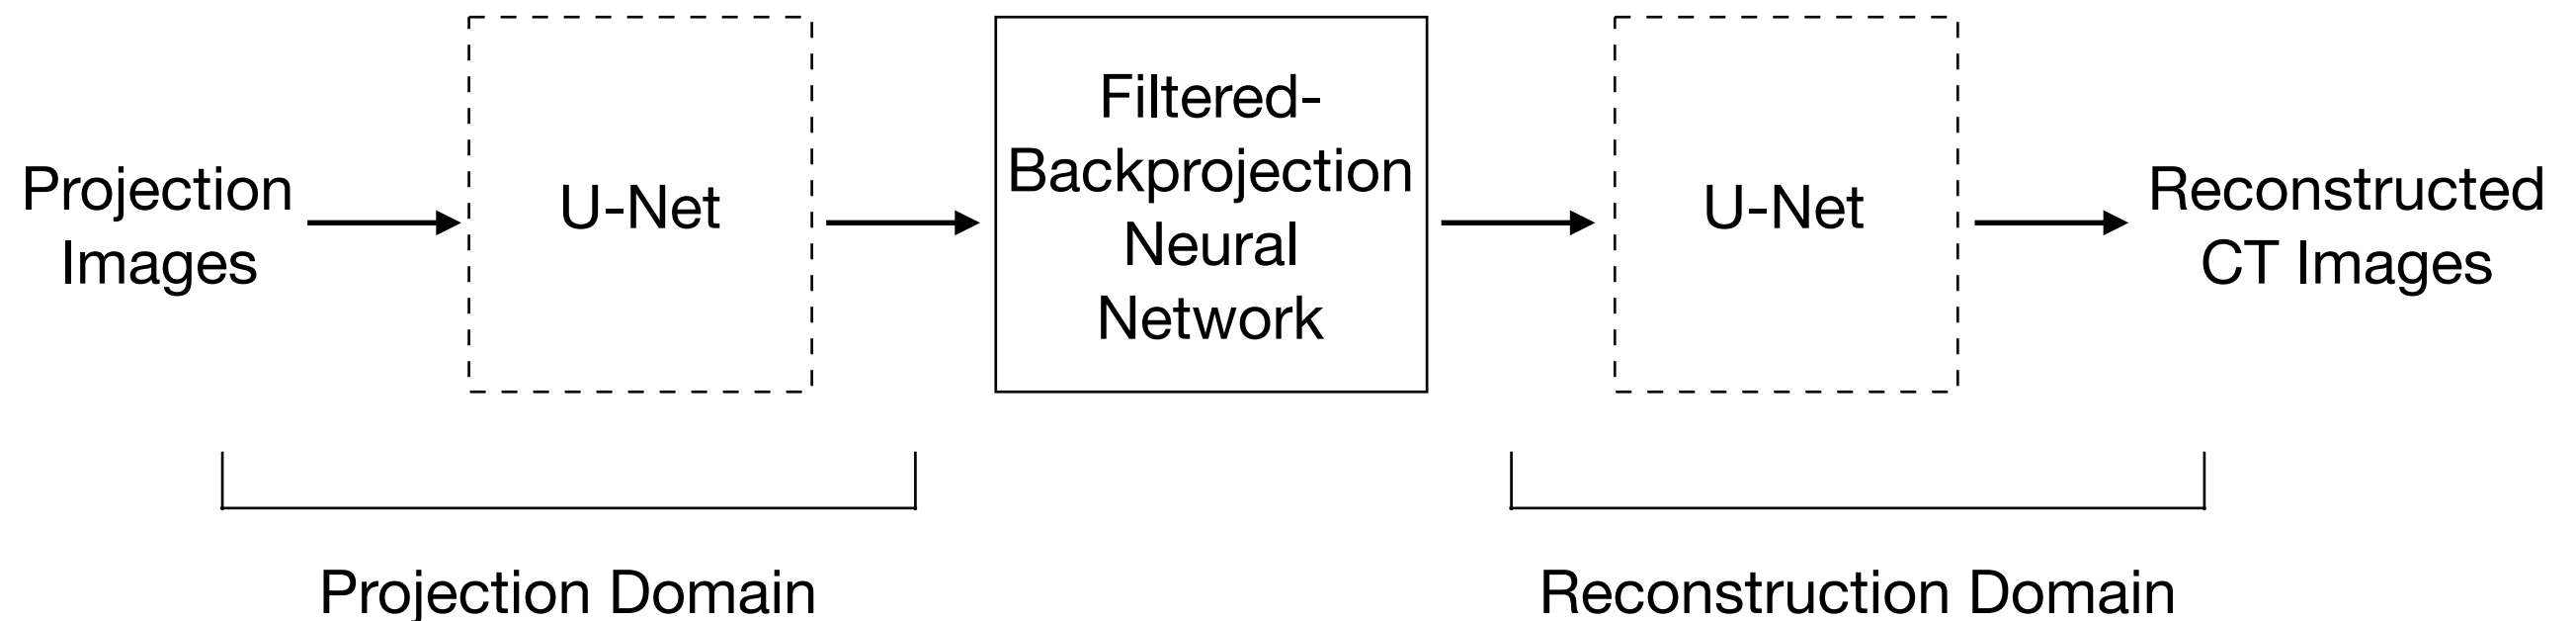 Projection
Images
U-Net
Filtered-
Backprojection
Neural
Network
U-Net
Reconstructed
CT Images
Projection Domain
Reconstruction Domain